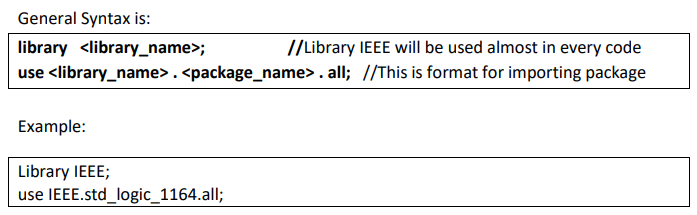 General Syntax is:
library <library_name>; //Library IEEE will be used almost in every code
use <library_name> . <package_name> . all; //This is format for importing package
Example:
Library IEEE;
use IEEE.std_logic_1164.all;